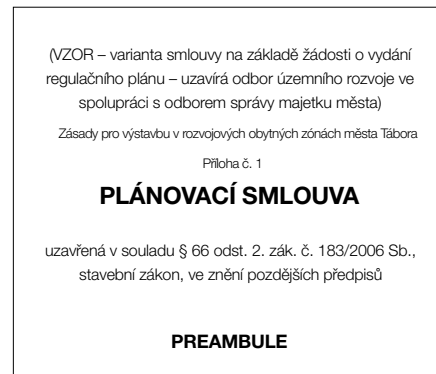 (VZOR – varianta smlouvy na základě žádosti o vydání
regulačního plánu – uzavírá odbor územního rozvoje ve
spolupráci s odborem správy majetku města)
Zásady pro výstavbu v rozvojových obytných zónách města Tábora
Příloha č. 1
PLÁNOVACÍ SMLOUVA
uzavřená v souladu § 66 odst. 2. zák. č. 183/2006 Sb.,
stavební zákon, ve znění pozdějších předpisů
PREAMBULE